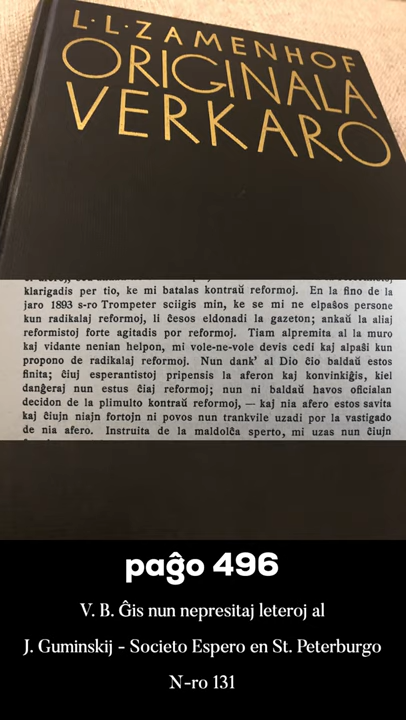 L·L·ZAMENHOF
ORIGINALA
VERKARO
klarigadis per tio, ke mi batalas kontraŭ reformoj. En la fino de la
jaro 1893 s-ro Trompeter sciigis min, ke se mi ne elpaŝos persone
kun radikalaj reformoj, li ĉesos eldonadi la gazeton; ankaŭ la aliaj
reformistoj forte agitadis por reformoj. Tiam alpremita al la muro
kaj vidante nenian helpon, mi vole-ne-vole devis cedi kaj alpaŝi kun
propono de radikalaj reformoj. Nun dank' al Dio ĉio baldaŭ estos
finita; ĉiuj esperantistoj pripensis la aferon kaj konvinkiĝis, kiel
danĝeraj nun estus ĉiaj reformoj; nun ni baldaŭ havos oficialan
decidon de la plimulto kontraŭ reformoj, — kaj nia afero estos savita
kaj ĉiujn niajn fortojn ni povos nun trankvile uzadi por la vastigado
de nia afero. Instruita de la maldolĉa sperto, mi uzas nun ĉiujn
paĝo 496
V. B. Ĝis nun nepresitaj leteroj al
J. Guminskij - Societo Espero en St. Peterburgo
N-ro 131